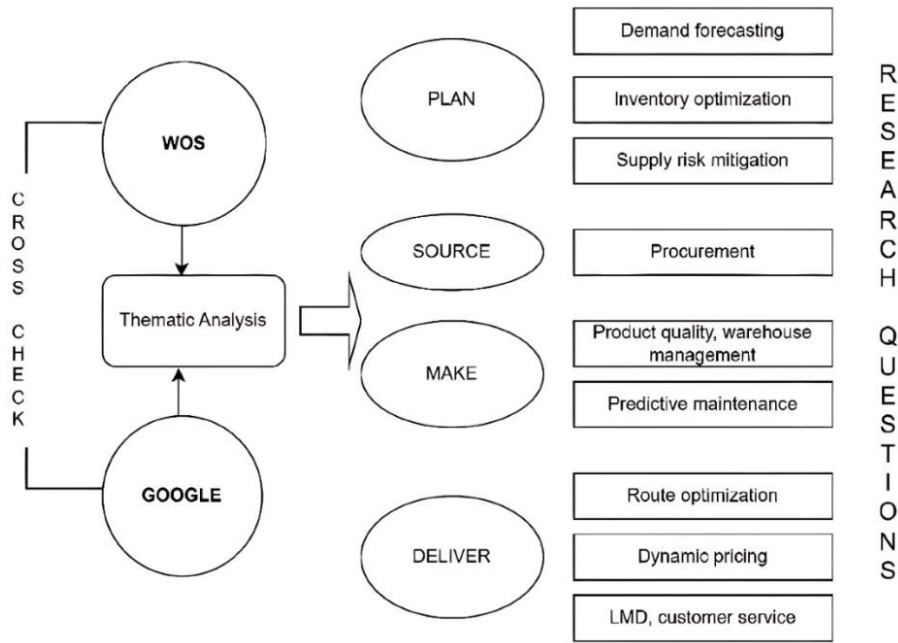 CROSS CHECK
WOS
Thematic Analysis
GOOGLE
PLAN
Demand forecasting
Inventory optimization
Supply risk mitigation
SOURCE
Procurement
MAKE
Product quality, warehouse
management
Predictive maintenance
DELIVER
Route optimization
Dynamic pricing
LMD, customer service
RESEARCH QUESTIONS